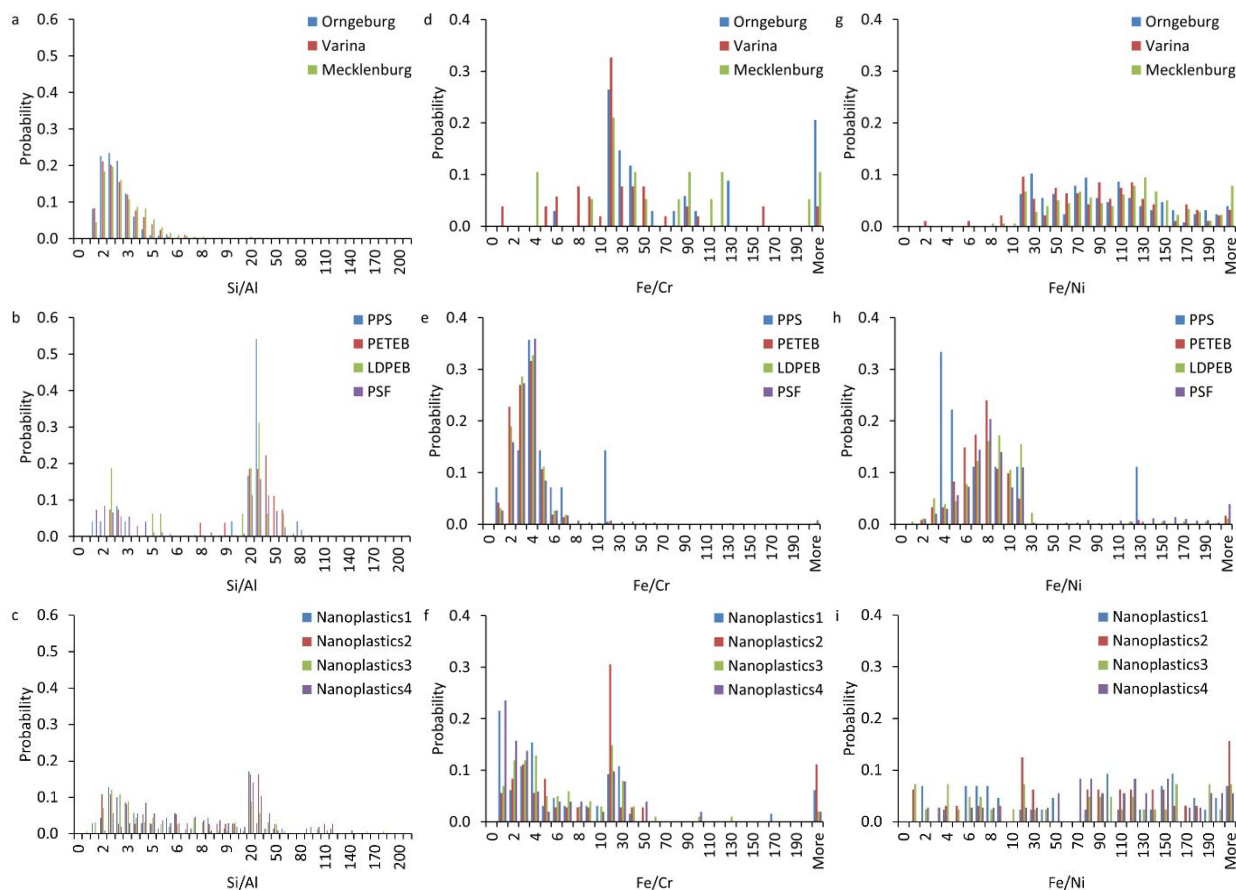 a
0.6
0.5
0.4
0.3
0.2
0.1
0.0
Probability
Orngeburg
Varina
Mecklenburg
0 2 3 4 5 6 8 9 20 50 80 110 140 170 200
Si/Al
d
0.4
0.3
0.2
0.1
0.0
Probability
Orngeburg
Varina
Mecklenburg
0 2 4 6 8 10 30 50 70 90 110 130 150 170 190 More
Fe/Cr
g
0.4
0.3
0.2
0.1
0.0
Probability
Orngeburg
Varina
Mecklenburg
0 2 4 6 8 10 30 50 70 90 110 130 150 170 190 More
Fe/Ni
b
0.6
0.5
0.4
0.3
0.2
0.1
0.0
Probability
PPS
PETEB
LDPEB
PSF
0 2 3 4 5 6 8 9 20 50 80 110 140 170 200
Si/Al
e
0.4
0.3
0.2
0.1
0.0
Probability
PPS
PETEB
LDPEB
PSF
0 2 4 6 8 10 30 50 70 90 110 130 150 170 190 More
Fe/Cr
h
0.4
0.3
0.2
0.1
0.0
Probability
PPS
PETEB
LDPEB
PSF
0 2 4 6 8 10 30 50 70 90 110 130 150 170 190 More
Fe/Ni
c
0.6
0.5
0.4
0.3
0.2
0.1
0.0
Probability
Nanoplastics1
Nanoplastics2
Nanoplastics3
Nanoplastics4
0 2 3 4 5 6 8 9 20 50 80 110 140 170 200
Si/Al
f
0.4
0.3
0.2
0.1
0.0
Probability
Nanoplastics1
Nanoplastics2
Nanoplastics3
Nanoplastics4
0 2 4 6 8 10 30 50 70 90 110 130 150 170 190 More
Fe/Cr
i
0.4
0.3
0.2
0.1
0.0
Probability
Nanoplastics1
Nanoplastics2
Nanoplastics3
Nanoplastics4
0 2 4 6 8 10 30 50 70 90 110 130 150 170 190 More
Fe/Ni